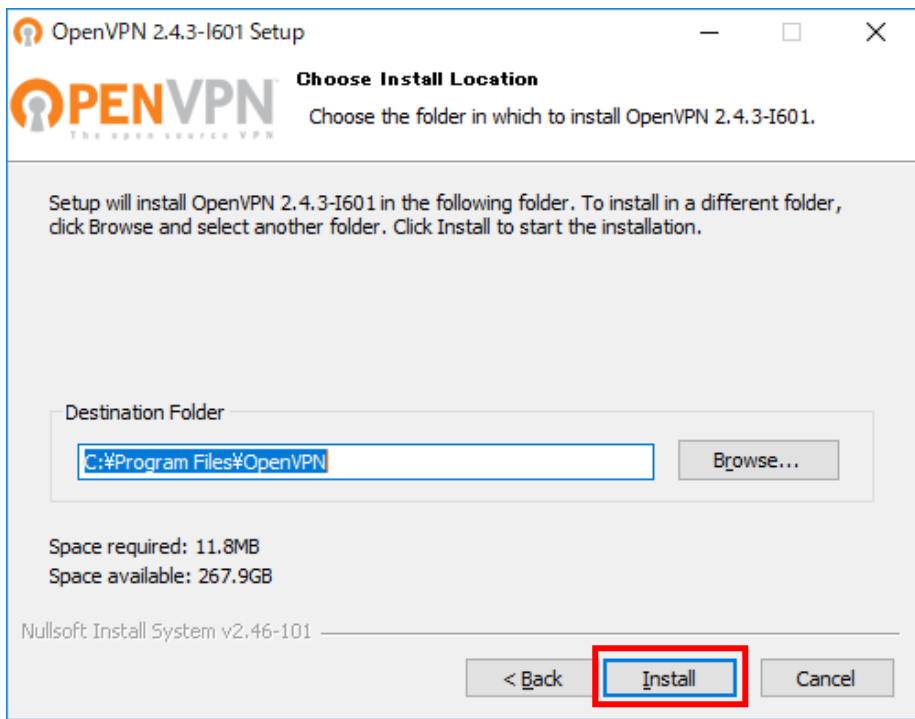 OpenVPN 2.4.3-I601 Setup
OPENVPN
The open source VPN
Choose Install Location
Choose the folder in which to install OpenVPN 2.4.3-I601.
Setup will install OpenVPN 2.4.3-I601 in the following folder. To install in a different folder,
click Browse and select another folder. Click Install to start the installation.
Destination Folder
C:¥Program Files¥OpenVPN
Browse...
Space required: 11.8MB
Space available: 267.9GB
Nullsoft Install System v2.46-101
< Back
Install
Cancel